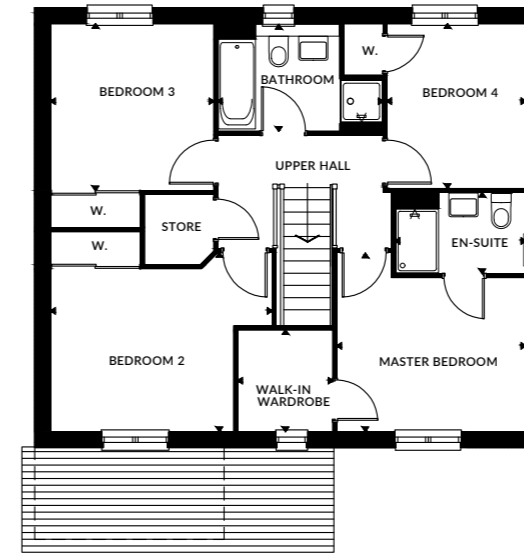 W.
BATHROOM
BEDROOM 3
BEDROOM 4
UPPER HALL
W.
STORE
W.
EN-SUITE
BEDROOM 2
MASTER BEDROOM
WALK-IN
WARDROBE